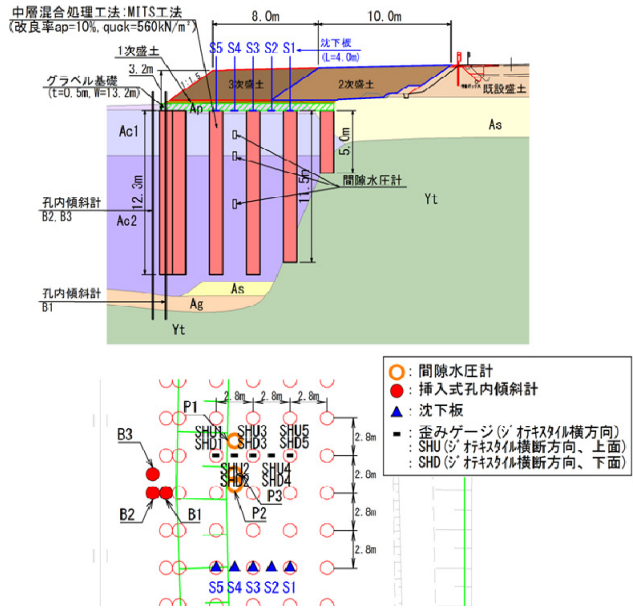 中層混合処理工法:MITS工法
(改良率ap=10%, quck=560kN/m²)
8.0m
10.0m
S5 S4 S3 S2 S1
沈下板
(L=4.0m)
1次盛土
3.2m
1:1.5
3次盛土
2次盛土
既設盛土
グラベル基礎
(t=0.5m, W=13.2m)
Ap
Ac1
As
5.0m
間隙水圧計
12.3m
11.5m
Yt
孔内傾斜計
B2, B3
Ac2
As
孔内傾斜計
B1
Ag
Yt
: 間隙水圧計
: 挿入式孔内傾斜計
: 沈下板
: 歪みゲージ(ジオテキスタイル横方向)
: SHU(ジオテキスタイル横断方向、上面)
: SHD(ジオテキスタイル横断方向、下面)
2.8m 2.8m 2.8m
P1
SHU1 SHU3 SHU5
SHD1 SHD3 SHD5
2.8m
B3
SHU2 SHU4
SHD2 SHD4
2.8m
P3
B2 B1
P2
2.8m
2.8m
S5 S4 S3 S2 S1